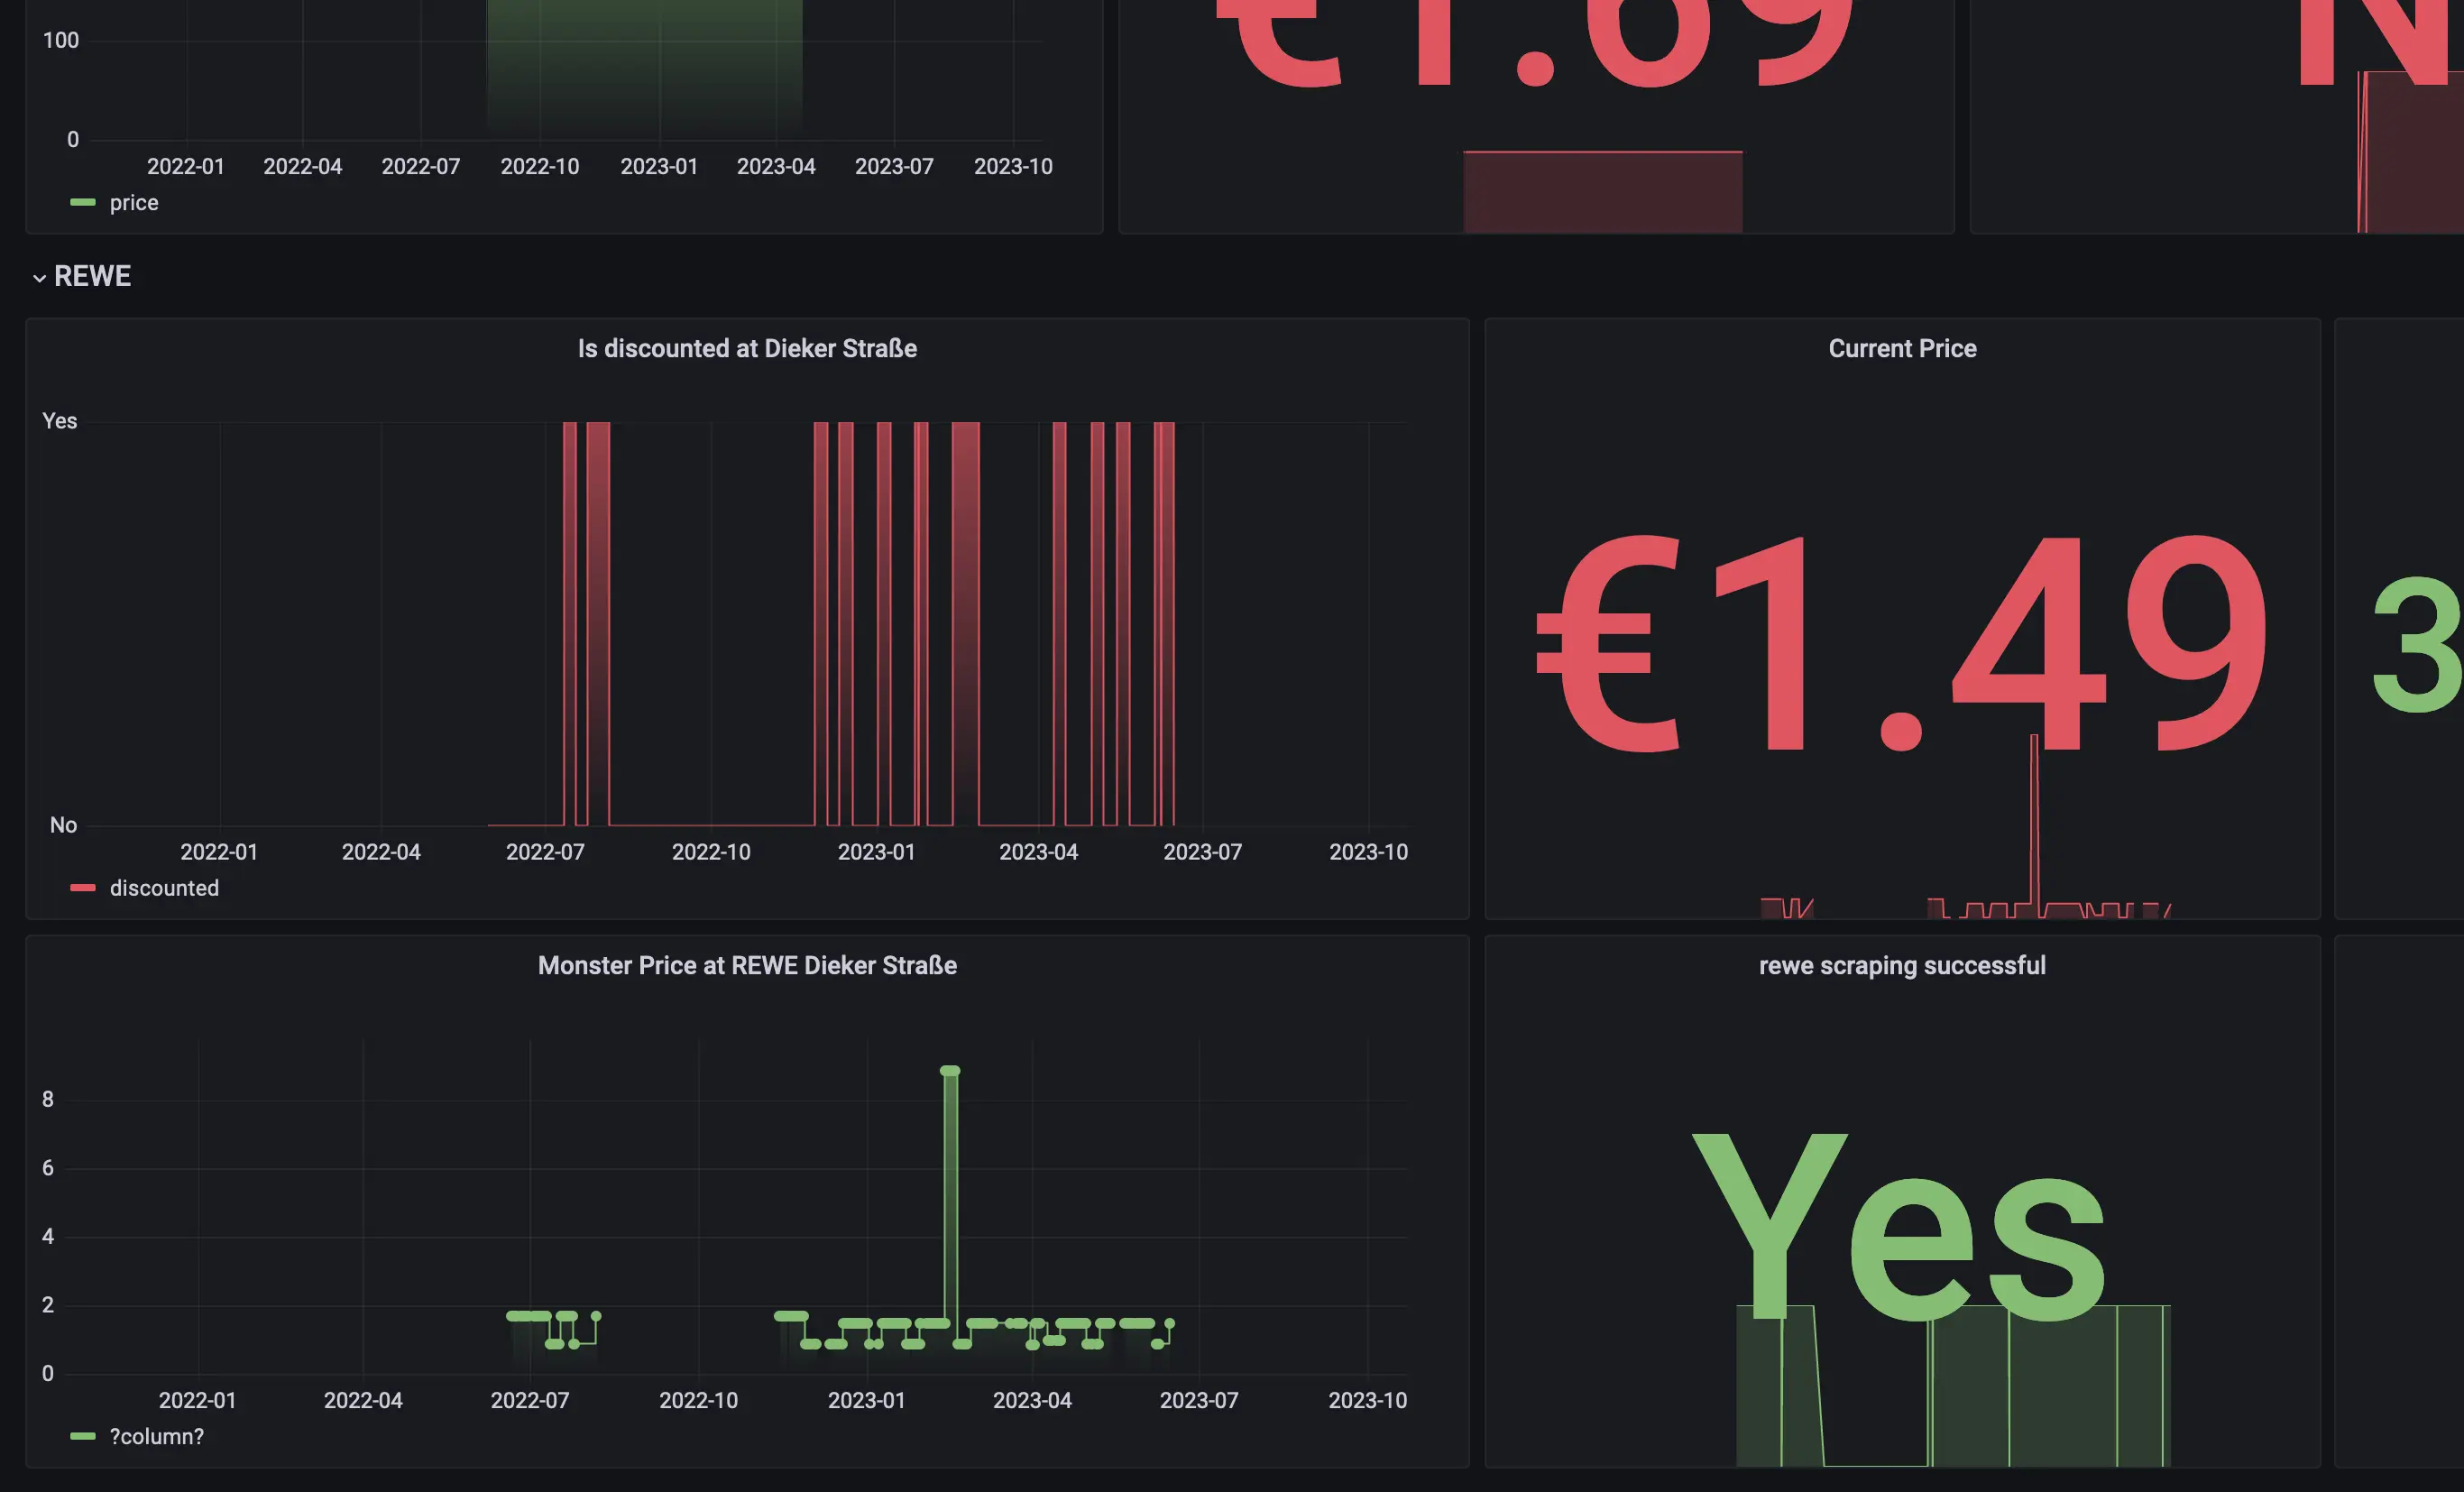 100
0
2022-01 2022-04 2022-07 2022-10 2023-01 2023-04 2023-07 2023-10
price
€1.69
N
REWE
Is discounted at Dieker Straße
Yes
No
2022-01 2022-04 2022-07 2022-10 2023-01 2023-04 2023-07 2023-10
discounted
Current Price
€1.49
3
Monster Price at REWE Dieker Straße
8
6
4
2
0
2022-01 2022-04 2022-07 2022-10 2023-01 2023-04 2023-07 2023-10
?column?
rewe scraping successful
Yes